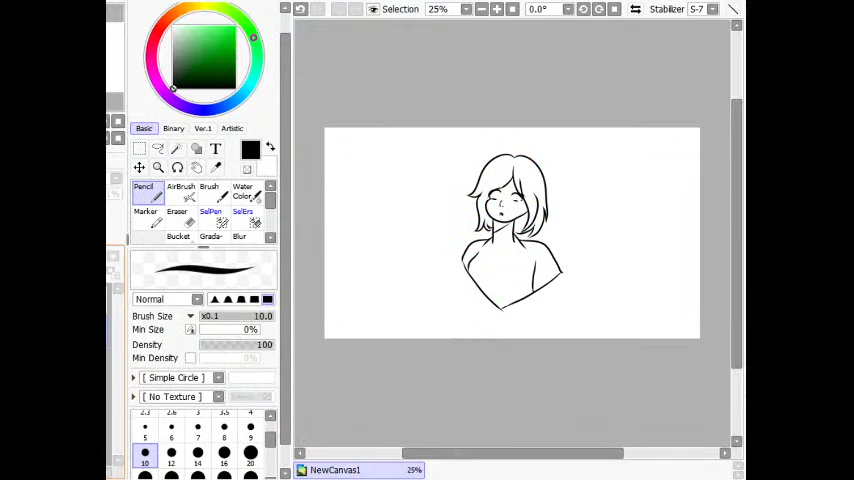 Selection 25% 0.0° Stabilizer S-7
Basic Binary Ver.1 Artistic
T
Pencil AirBrush Brush Water Color
Marker Eraser SelPen SelErs
Bucket Grada- Blur
Normal
Brush Size x0.1 10.0
Min Size 0%
Density 100
Min Density 0%
[ Simple Circle ]
[ No Texture ]
2.3 2.6 3 3.5 4
5 6 7 8 9
10 12 14 16 20
NewCanvas1 25%